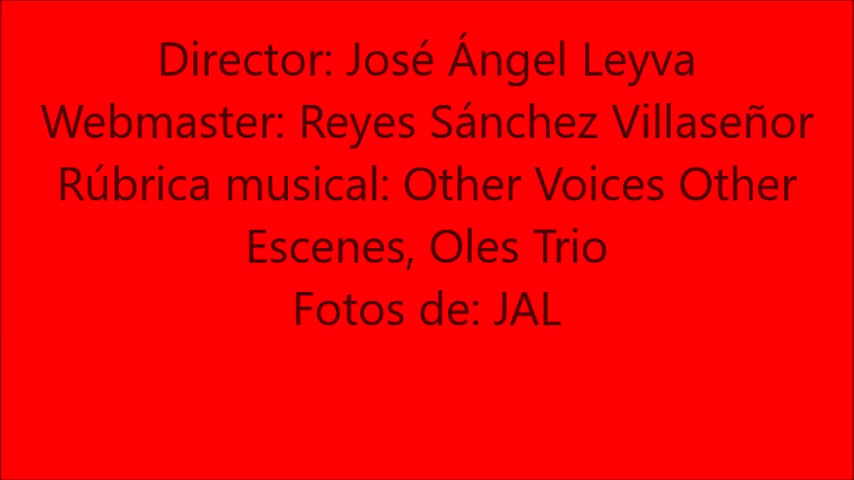 Director: José Ángel Leyva
Webmaster: Reyes Sánchez Villaseñor
Rúbrica musical: Other Voices Other
Escenes, Oles Trio
Fotos de: JAL